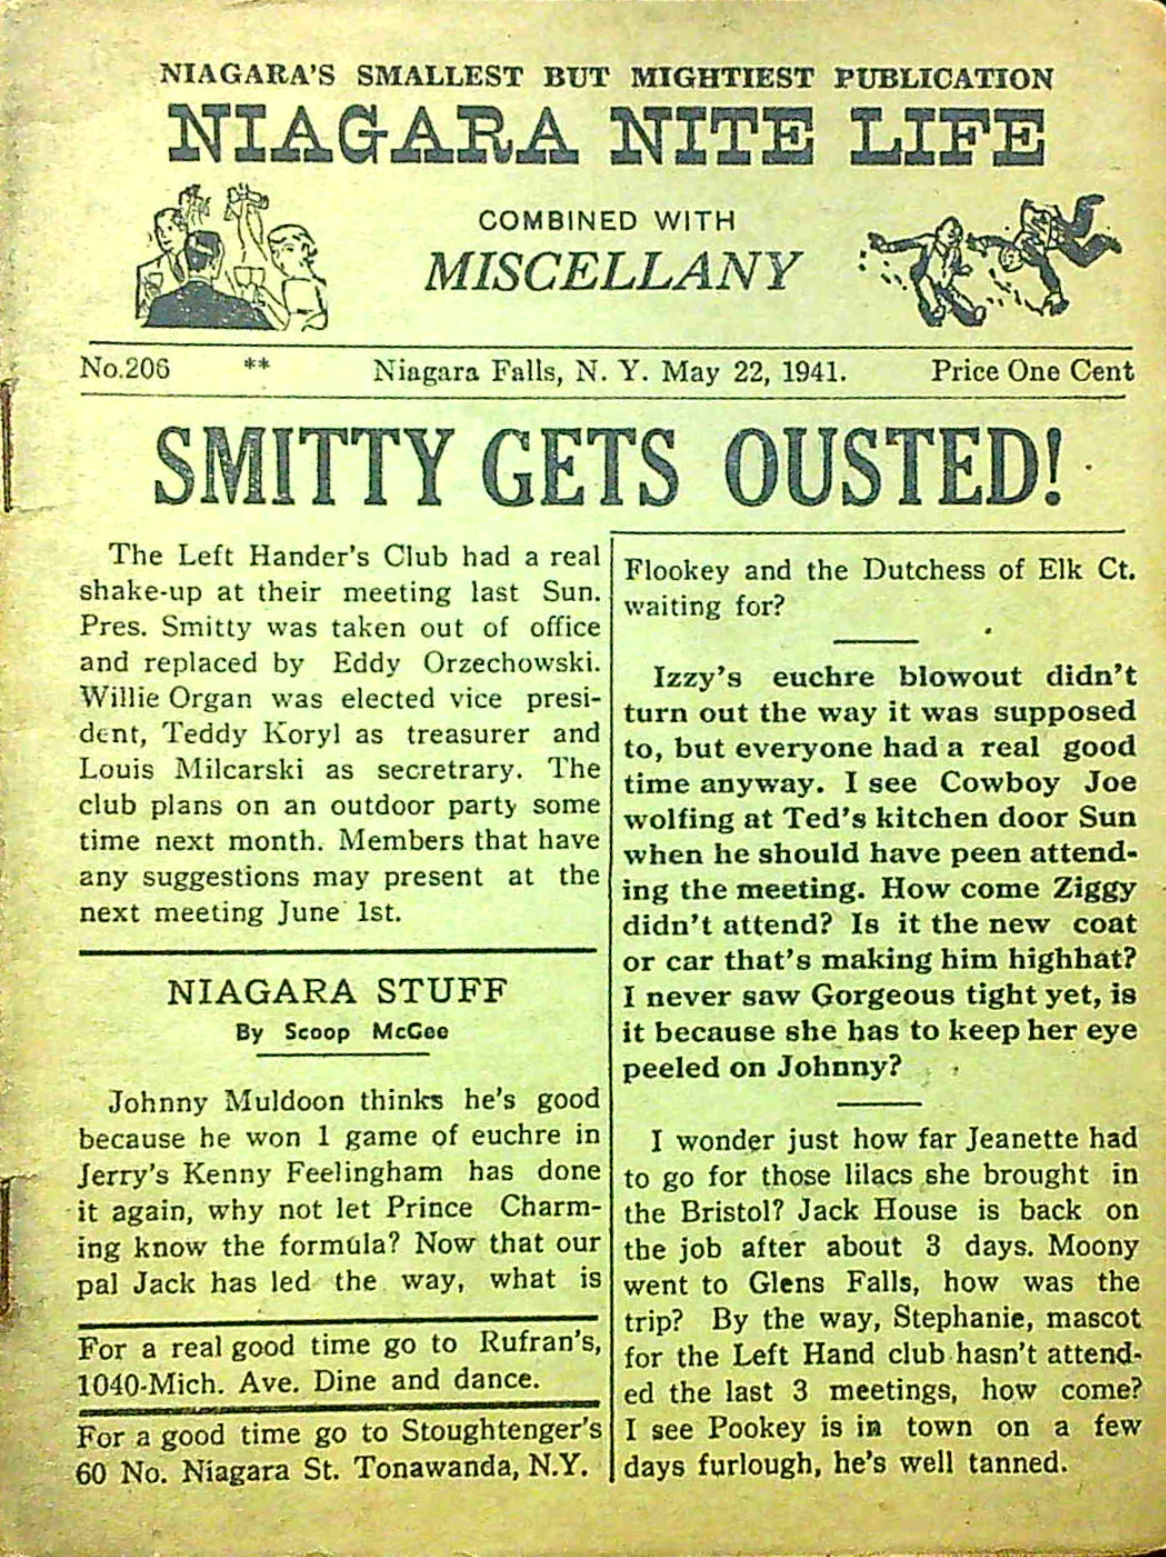 NIAGARA'S SMALLEST BUT MIGHTIEST PUBLICATION
NIAGARA NITE LIFE
COMBINED WITH
MISCELLANY
No.206 ** Niagara Falls, N. Y. May 22, 1941. Price One Cent
SMITTY GETS OUSTED!
The Left Hander's Club had a real
shake-up at their meeting last Sun.
Pres. Smitty was taken out of office
and replaced by Eddy Orzechowski.
Willie Organ was elected vice presi-
dent, Teddy Koryl as treasurer and
Louis Milcarski as secretrary. The
club plans on an outdoor party some
time next month. Members that have
any suggestions may present at the
next meeting June 1st.
NIAGARA STUFF
By Scoop McGee
Johnny Muldoon thinks he's good
because he won 1 game of euchre in
Jerry's Kenny Feelingham has done
it again, why not let Prince Charm-
ing know the formula? Now that our
pal Jack has led the way, what is
For a real good time go to Rufran's,
1040-Mich. Ave. Dine and dance.
For a good time go to Stoughtenger's
60 No. Niagara St. Tonawanda, N.Y.
Flookey and the Dutchess of Elk Ct.
waiting for?
Izzy's euchre blowout didn't
turn out the way it was supposed
to, but everyone had a real good
time anyway. I see Cowboy Joe
wolfing at Ted's kitchen door Sun
when he should have peen attend-
ing the meeting. How come Ziggy
didn't attend? Is it the new coat
or car that's making him highhat?
I never saw Gorgeous tight yet, is
it because she has to keep her eye
peeled on Johnny?
I wonder just how far Jeanette had
to go for those lilacs she brought in
the Bristol? Jack House is back on
the job after about 3 days. Moony
went to Glens Falls, how was the
trip? By the way, Stephanie, mascot
for the Left Hand club hasn't attend-
ed the last 3 meetings, how come?
I see Pookey is in town on a few
days furlough, he's well tanned.